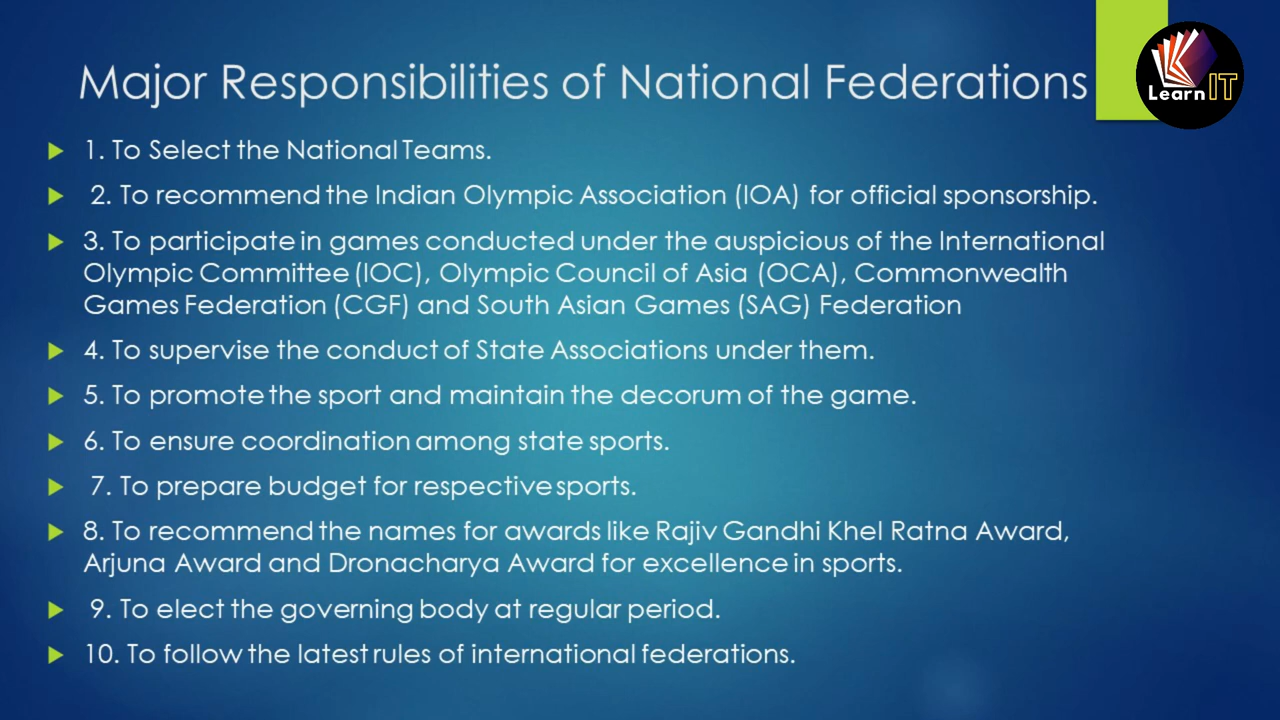 Major Responsibilities of National Federations
LearnIT
1. To Select the National Teams.
2. To recommend the Indian Olympic Association (IOA) for official sponsorship.
3. To participate in games conducted under the auspicious of the International
Olympic Committee (IOC), Olympic Council of Asia (OCA), Commonwealth
Games Federation (CGF) and South Asian Games (SAG) Federation
4. To supervise the conduct of State Associations under them.
5. To promote the sport and maintain the decorum of the game.
6. To ensure coordination among state sports.
7. To prepare budget for respective sports.
8. To recommend the names for awards like Rajiv Gandhi Khel Ratna Award,
Arjuna Award and Dronacharya Award for excellence in sports.
9. To elect the governing body at regular period.
10. To follow the latest rules of international federations.